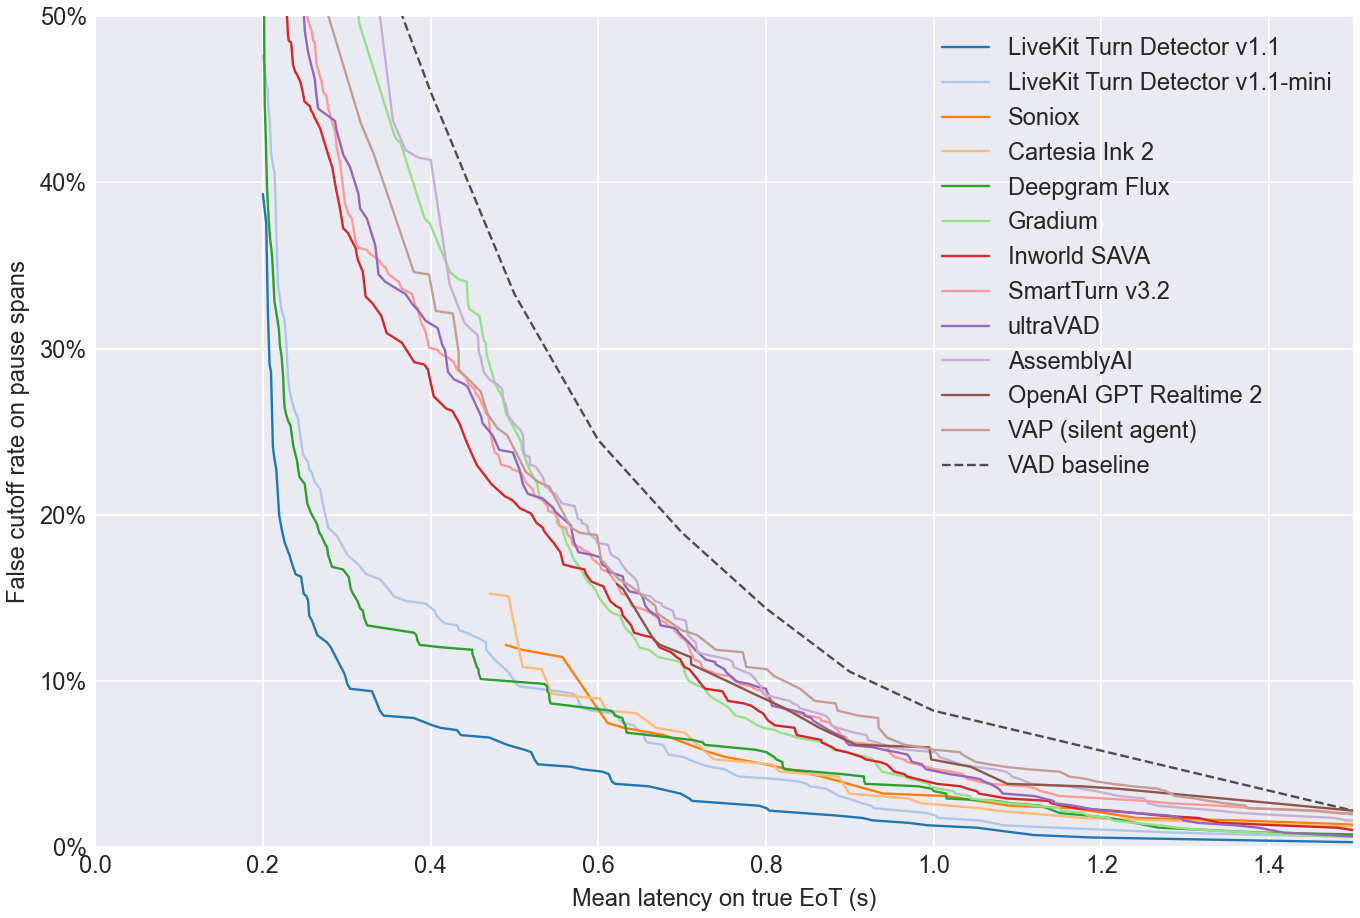 50%
40%
30%
20%
10%
0%
False cutoff rate on pause spans
LiveKit Turn Detector v1.1
LiveKit Turn Detector v1.1-mini
Soniox
Cartesia Ink 2
Deepgram Flux
Gradium
Inworld SAVA
SmartTurn v3.2
ultraVAD
AssemblyAI
OpenAI GPT Realtime 2
VAP (silent agent)
VAD baseline
0.0 0.2 0.4 0.6 0.8 1.0 1.2 1.4
Mean latency on true EoT (s)